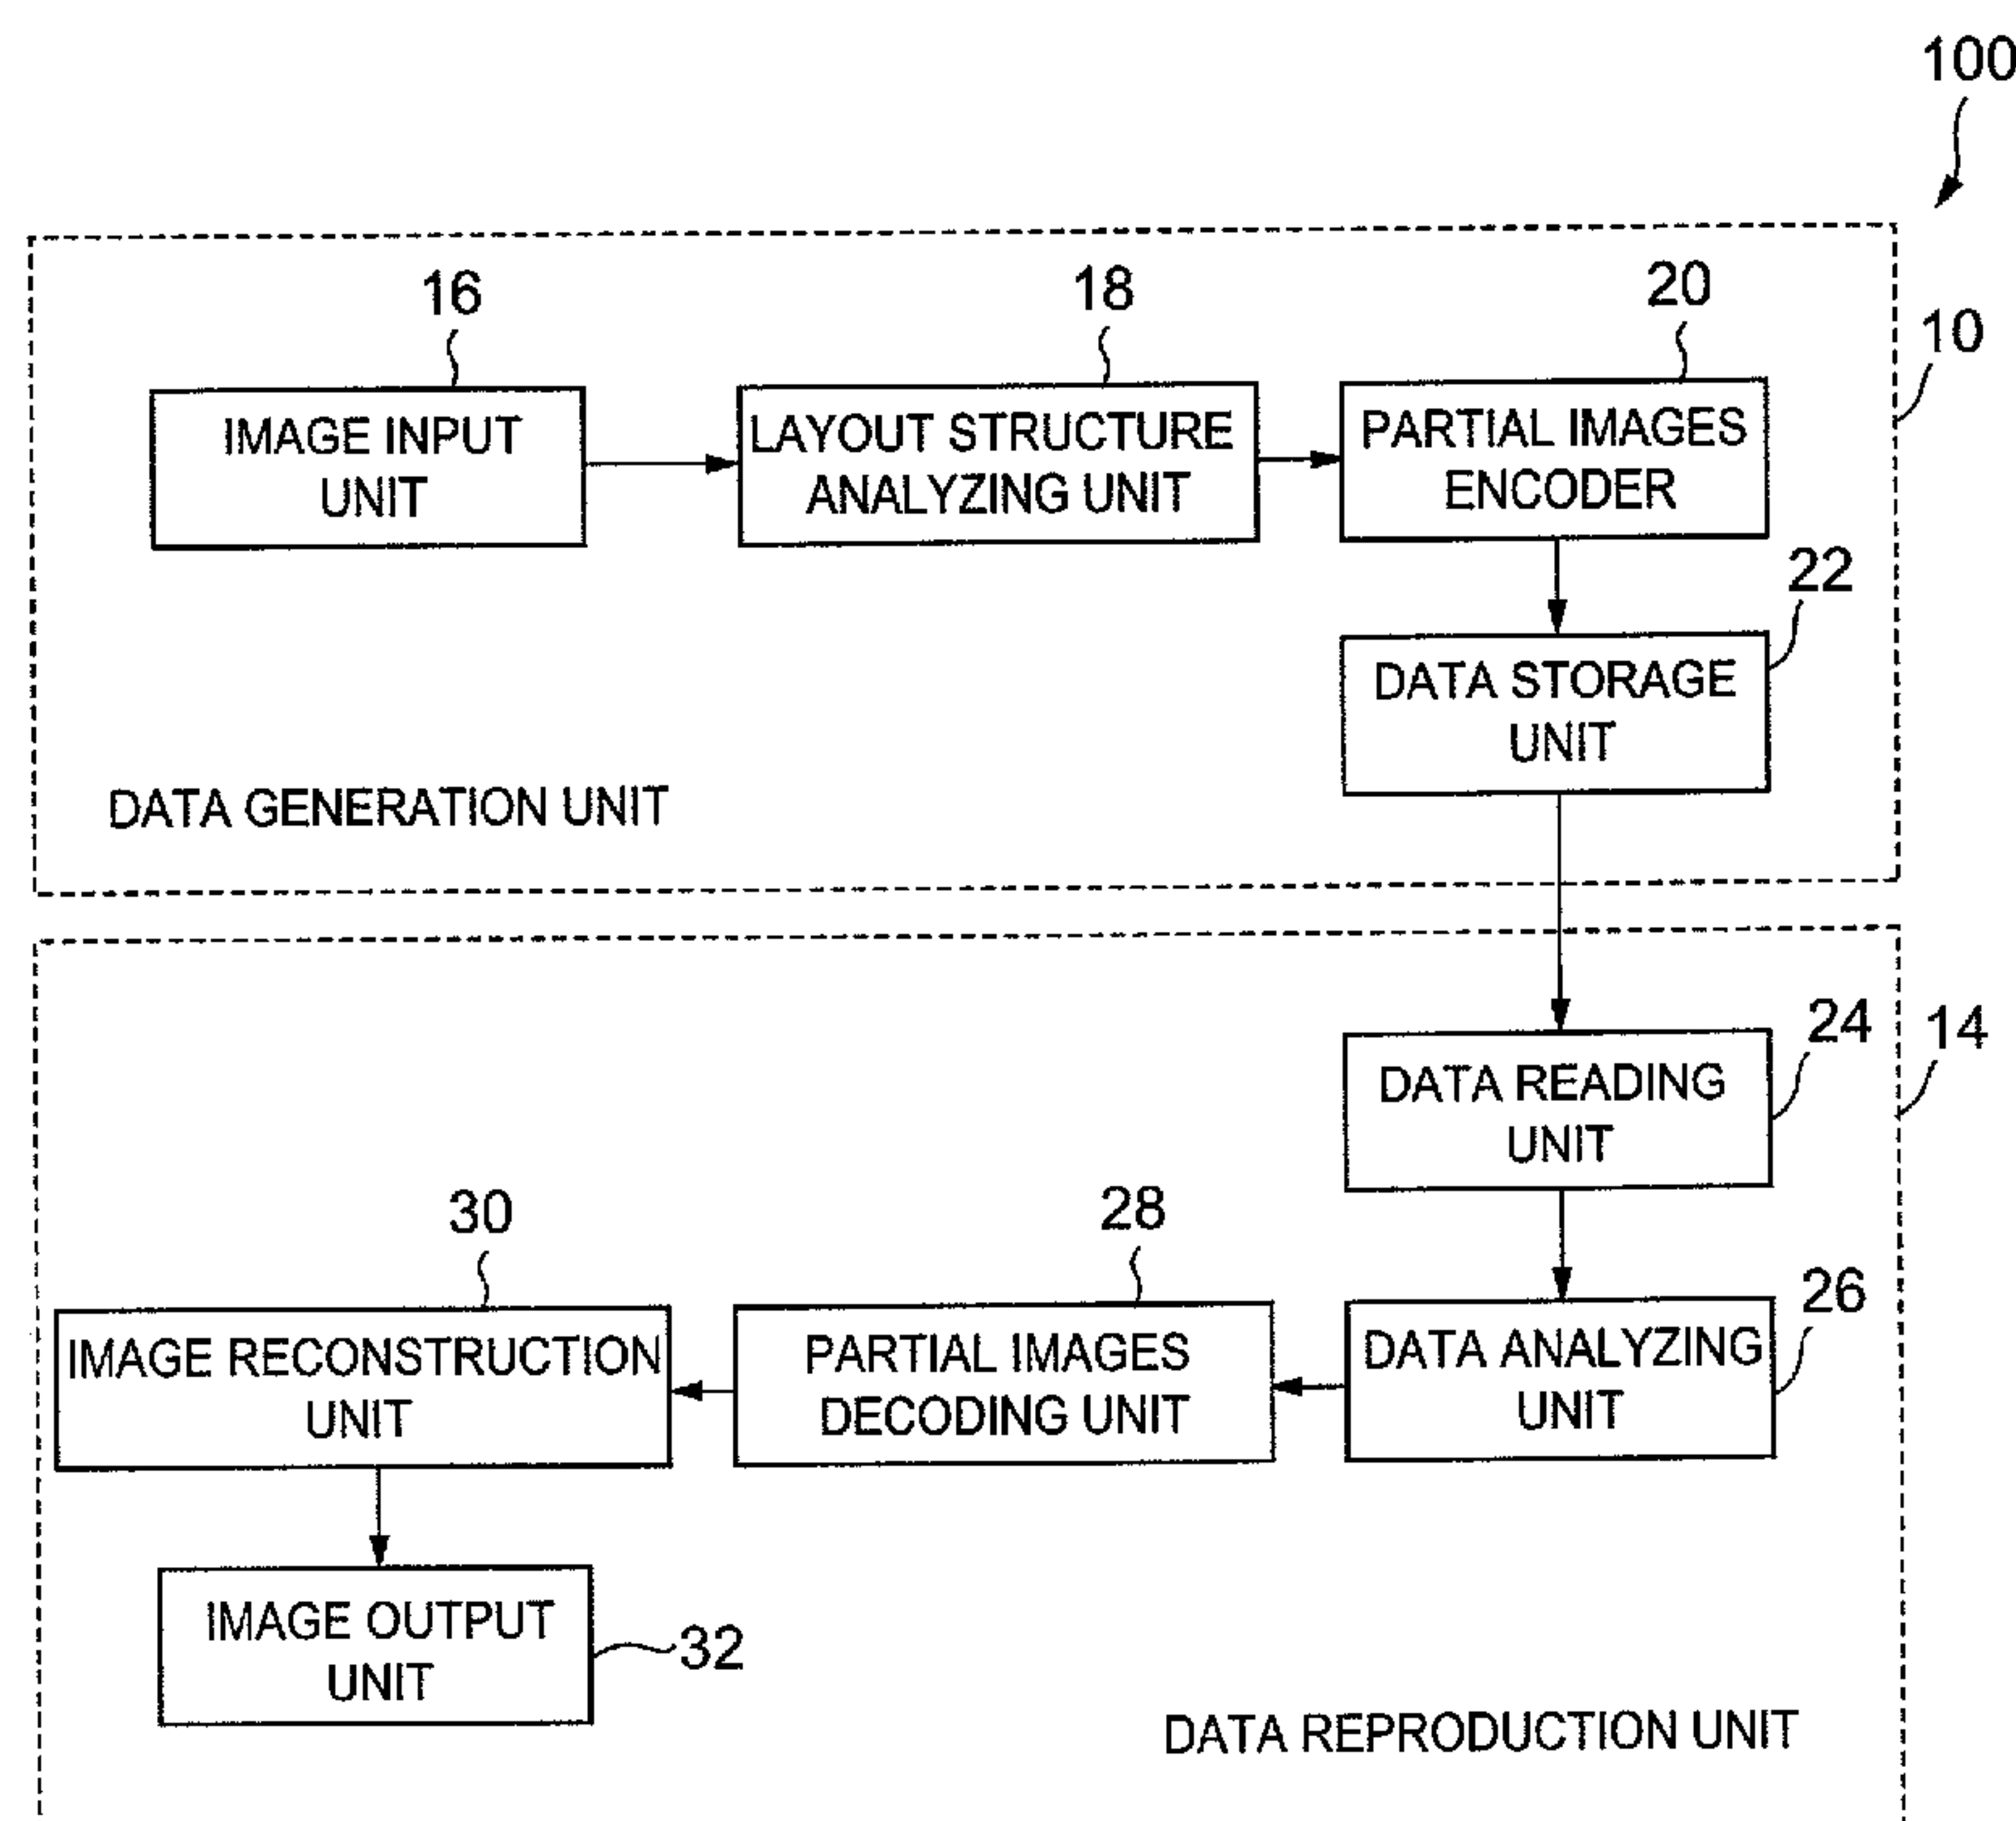 100
16
18
20
10
IMAGE INPUT
UNIT
LAYOUT STRUCTURE
ANALYZING UNIT
PARTIAL IMAGES
ENCODER
22
DATA STORAGE
UNIT
DATA GENERATION UNIT
24
14
DATA READING
UNIT
30
28
26
IMAGE RECONSTRUCTION
UNIT
PARTIAL IMAGES
DECODING UNIT
DATA ANALYZING
UNIT
IMAGE OUTPUT
UNIT
32
DATA REPRODUCTION UNIT